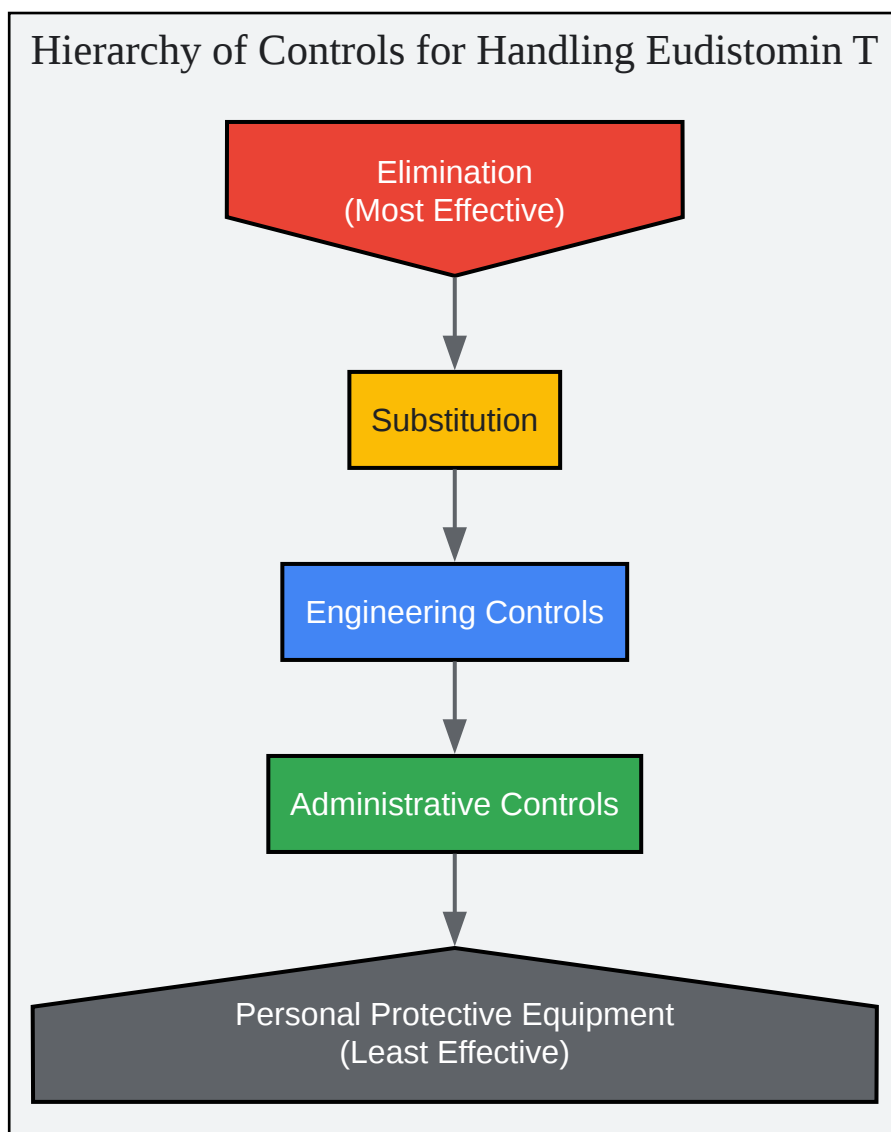 Hierarchy of Controls for Handling Eudistomin T
Elimination
(Most Effective)
Substitution
Engineering Controls
Administrative Controls
Personal Protective Equipment
(Least Effective)